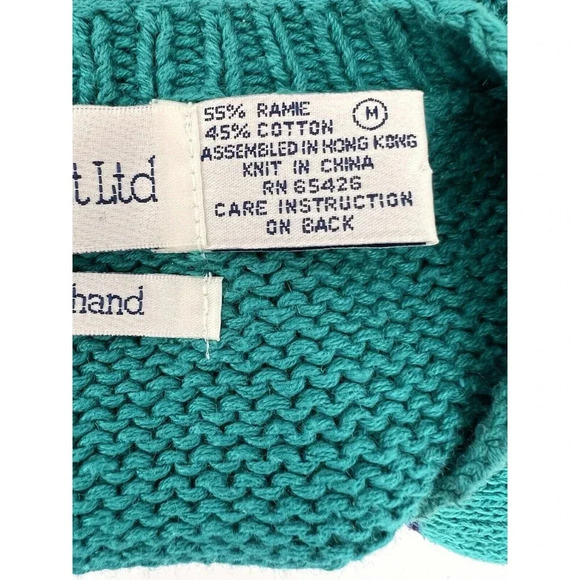 55% RAMIE
45% COTTON M
ASSEMBLED IN HONG KONG
KNIT IN CHINA
RN 65426
CARE INSTRUCTION
ON BACK
t Ltd
hand